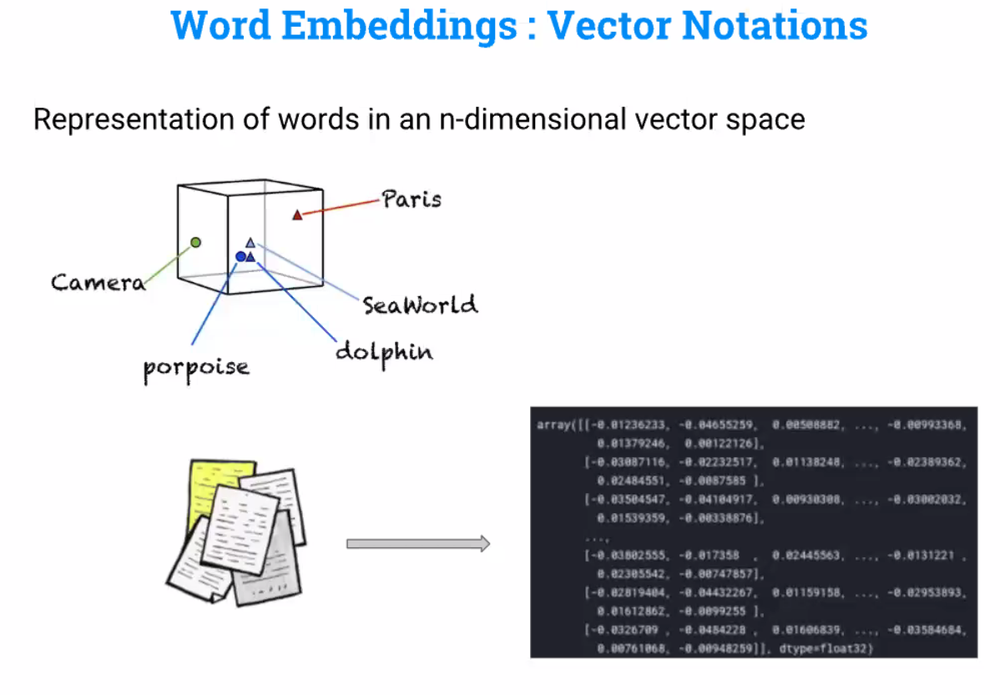 Word Embeddings : Vector Notations
Representation of words in an n-dimensional vector space
Paris
Camera
SeaWorld
dolphin
porpoise
array([[-0.01236233, -0.04655259, 0.00508882, ..., -0.00993368,
0.01379246, 0.00122126],
[-0.03087116, -0.02232517, 0.01138248, ..., -0.02389362,
0.02484551, -0.0087585 ],
[-0.03504547, -0.04104917, 0.00930308, ..., -0.03002032,
0.01539359, -0.00338876],
...,
[-0.03802555, -0.017358 , 0.02445563, ..., -0.0131221 ,
0.02305542, -0.00747857],
[-0.02819404, -0.04432267, 0.01159158, ..., -0.02953893,
0.01612862, -0.0099255 ],
[-0.0326709 , -0.0484228 , 0.01606839, ..., -0.03584684,
0.00761068, -0.00948259]], dtype=float32)